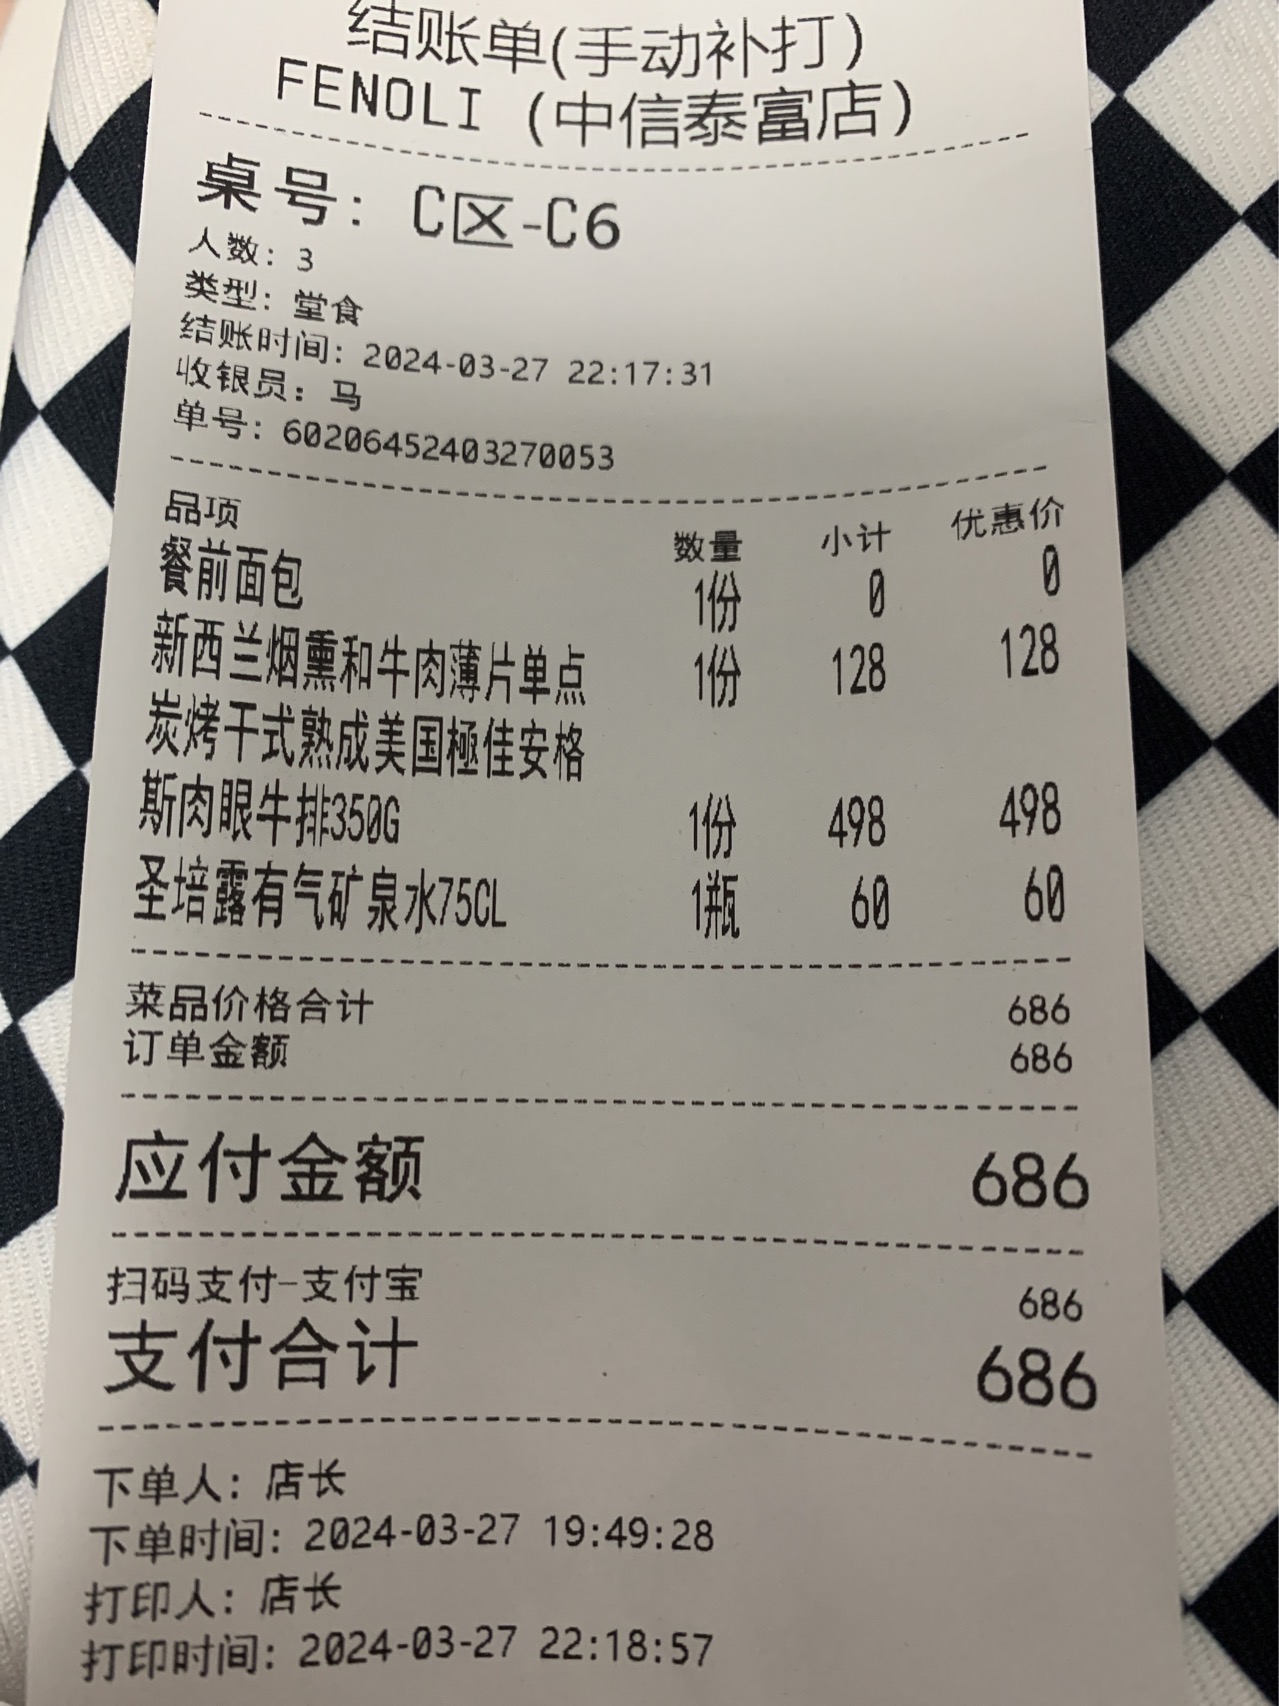 结账单(手动补打)
FENOLI (中信泰富店)
桌号: C区-C6
人数: 3
类型: 堂食
结账时间: 2024-03-27 22:17:31
收银员: 马
单号: 60206452403270053
品项 数量 小计 优惠价
餐前面包 1份 0 0
新西兰烟熏和牛肉薄片单点 1份 128 128
炭烤干式熟成美国極佳安格
斯肉眼牛排350G 1份 498 498
圣培露有气矿泉水75CL 1瓶 60 60
菜品价格合计 686
订单金额 686
应付金额 686
扫码支付-支付宝 686
支付合计 686
下单人: 店长
下单时间: 2024-03-27 19:49:28
打印人: 店长
打印时间: 2024-03-27 22:18:57